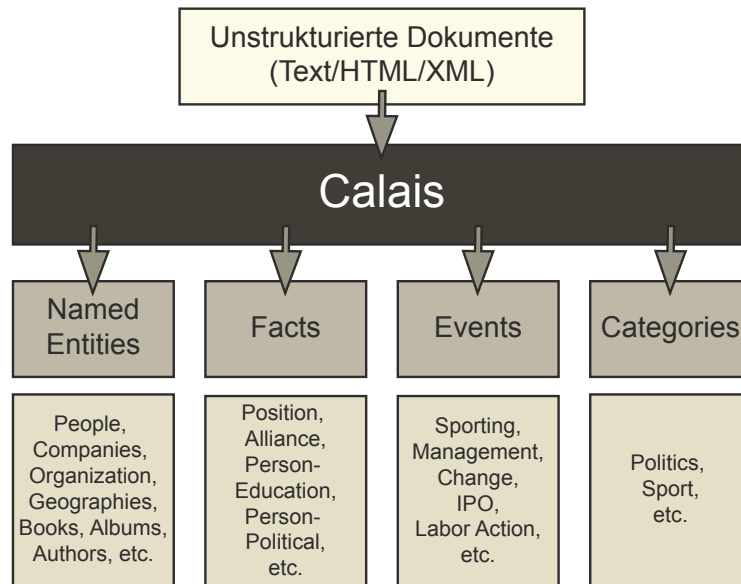 Unstrukturierte Dokumente
(Text/HTML/XML)
Calais
Named
Entities
Facts
Events
Categories
People,
Companies,
Organization,
Geographies,
Books, Albums,
Authors, etc.
Position,
Alliance,
Person-
Education,
Person-
Political,
etc.
Sporting,
Management,
Change,
IPO,
Labor Action,
etc.
Politics,
Sport,
etc.